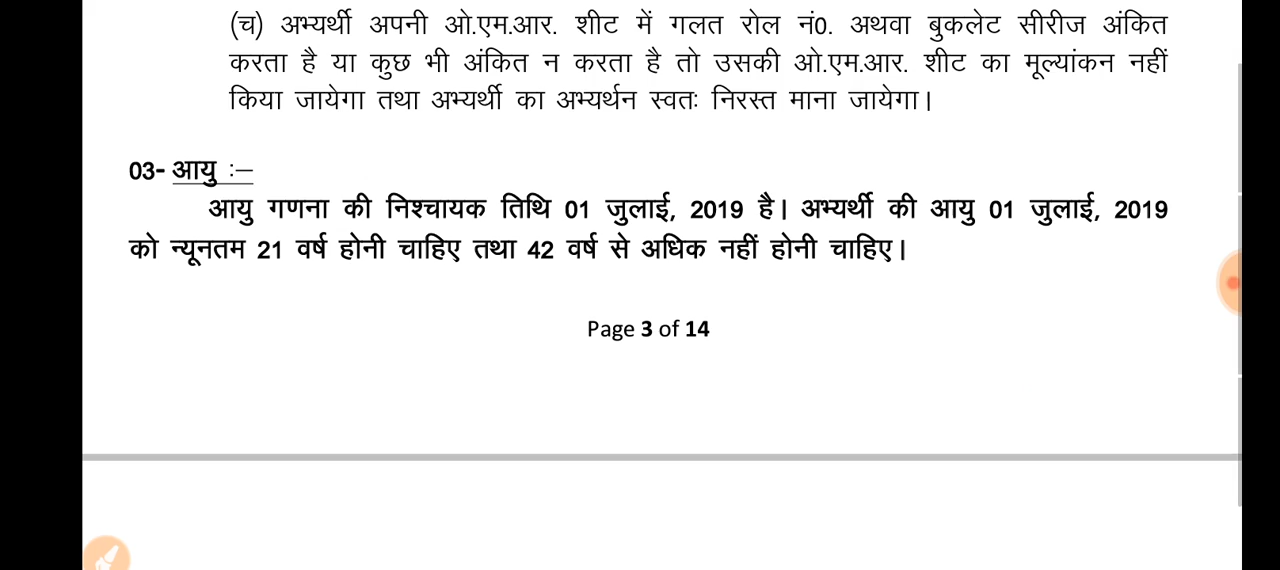 (च) अभ्यर्थी अपनी ओ.एम.आर. शीट में गलत रोल नं0. अथवा बुकलेट सीरीज अंकित
करता है या कुछ भी अंकित न करता है तो उसकी ओ.एम.आर. शीट का मूल्यांकन नहीं
किया जायेगा तथा अभ्यर्थी का अभ्यर्थन स्वतः निरस्त माना जायेगा।
03- आयु :–
आयु गणना की निश्चायक तिथि 01 जुलाई, 2019 है। अभ्यर्थी की आयु 01 जुलाई, 2019
को न्यूनतम 21 वर्ष होनी चाहिए तथा 42 वर्ष से अधिक नहीं होनी चाहिए।
Page 3 of 14